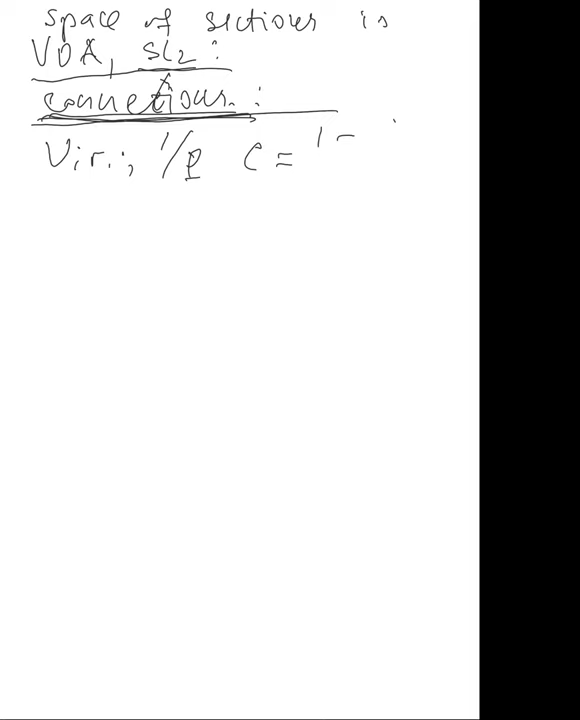 space of sections is
VOA, SL2 :
connections :
Vir., 1/p c = 1 -